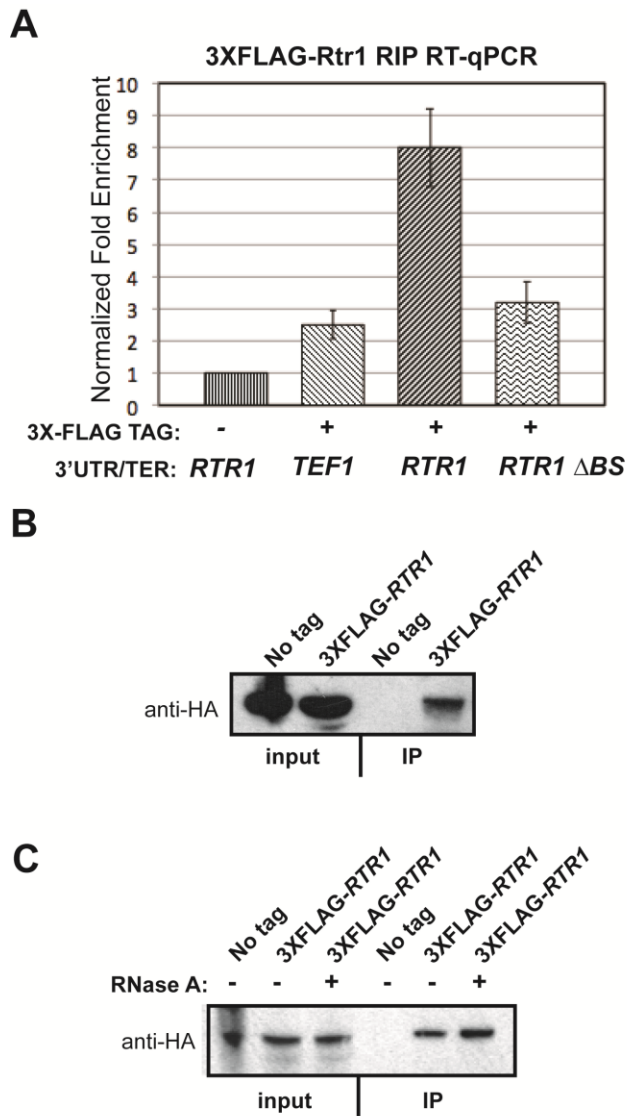 A
3XFLAG-Rtr1 RIP RT-qPCR
Normalized Fold Enrichment
10
9
8
7
6
5
4
3
2
1
0
3X-FLAG TAG: - + + +
3'UTR/TER: RTR1 TEF1 RTR1 RTR1 ΔBS
B
No tag 3XFLAG-RTR1 No tag 3XFLAG-RTR1
anti-HA
input IP
C
No tag 3XFLAG-RTR1 3XFLAG-RTR1 No tag 3XFLAG-RTR1 3XFLAG-RTR1
RNase A: - - + - - +
anti-HA
input IP